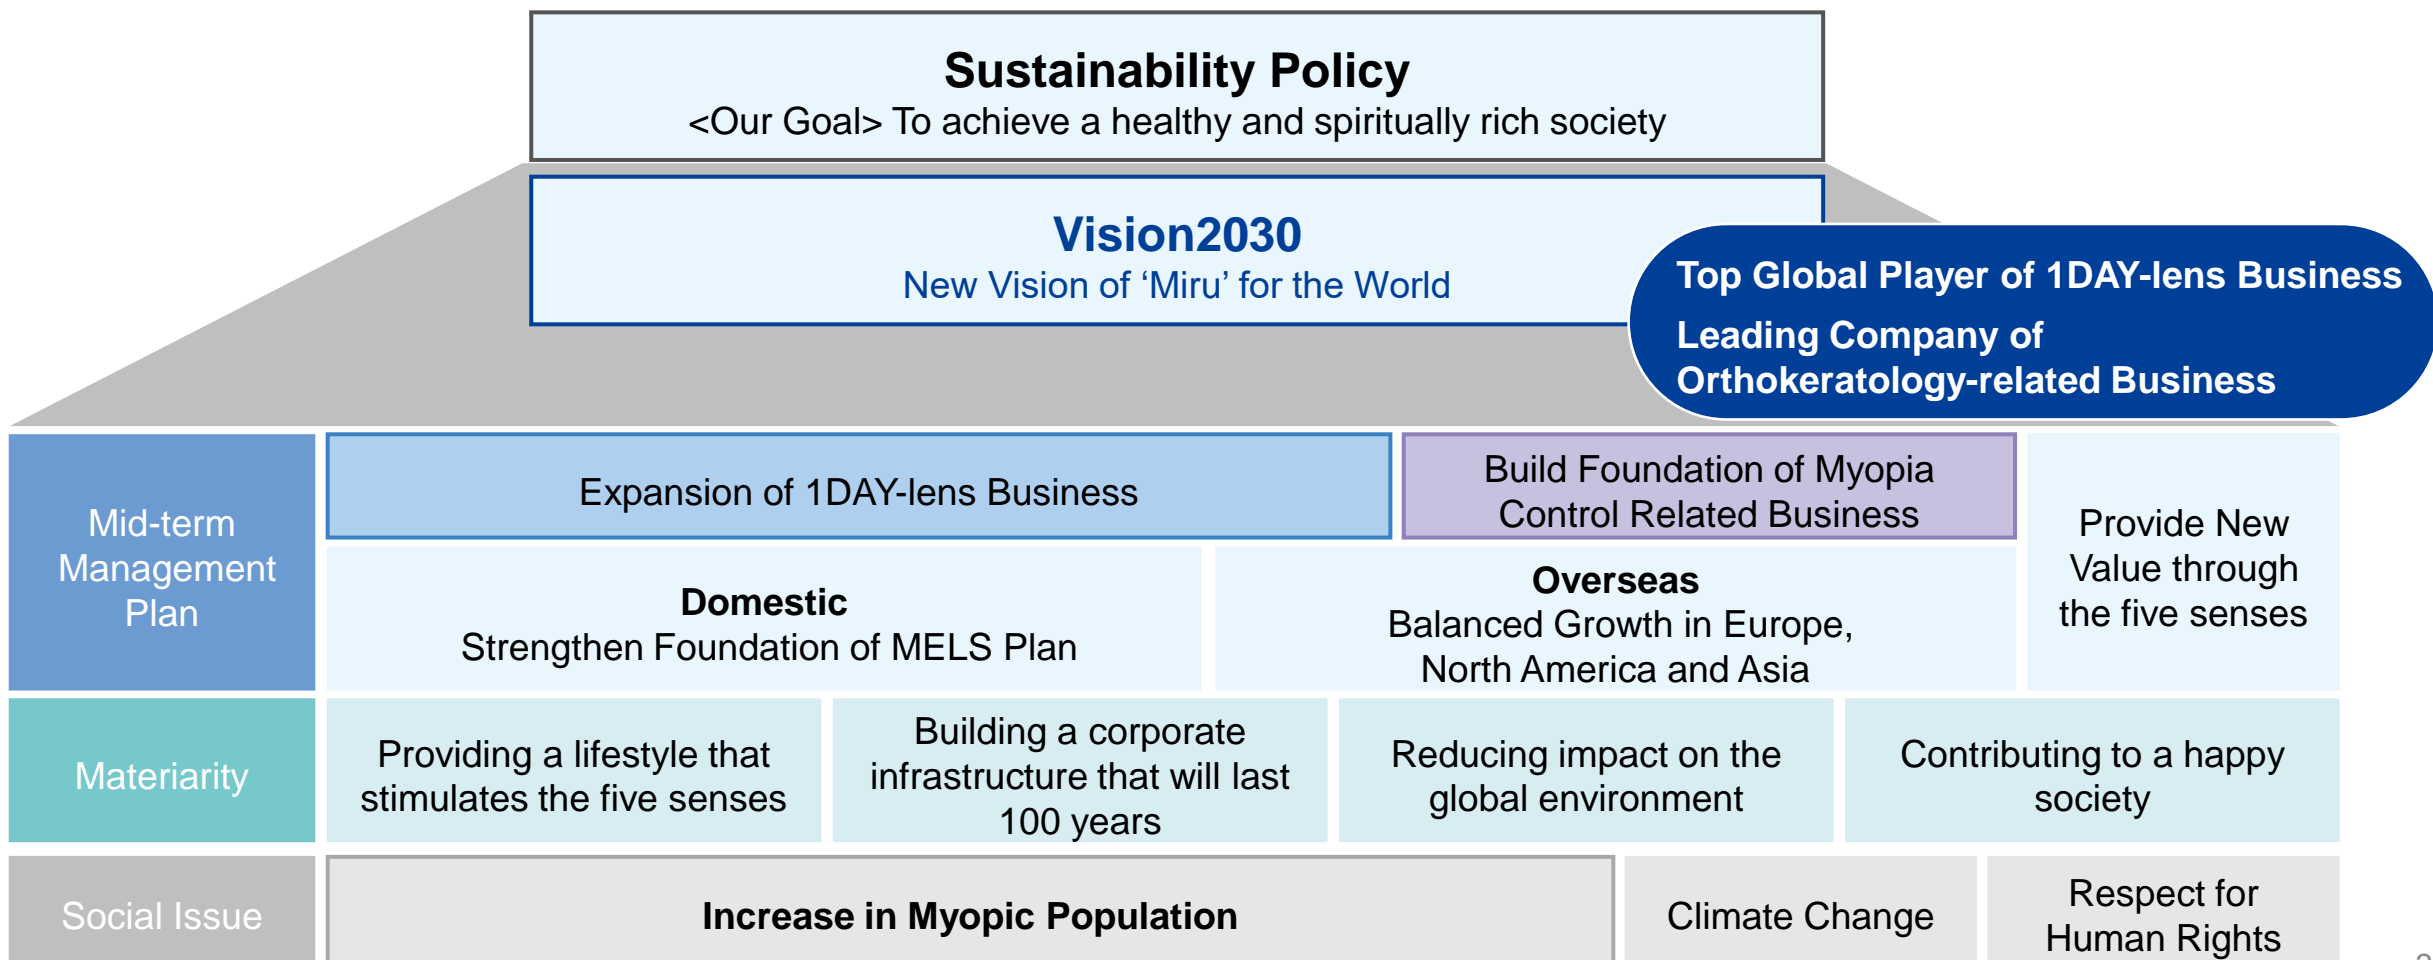 Sustainability Policy
<Our Goal> To achieve a healthy and spiritually rich society
Vision2030
New Vision of ‘Miru’ for the World
Top Global Player of 1DAY-lens Business
Leading Company of
Orthokeratology-related Business
Mid-term
Management
Plan
Expansion of 1DAY-lens Business
Build Foundation of Myopia
Control Related Business
Provide New
Value through
the five senses
Domestic
Strengthen Foundation of MELS Plan
Overseas
Balanced Growth in Europe,
North America and Asia
Materiarity
Providing a lifestyle that
stimulates the five senses
Building a corporate
infrastructure that will last
100 years
Reducing impact on the
global environment
Contributing to a happy
society
Social Issue
Increase in Myopic Population
Climate Change
Respect for
Human Rights